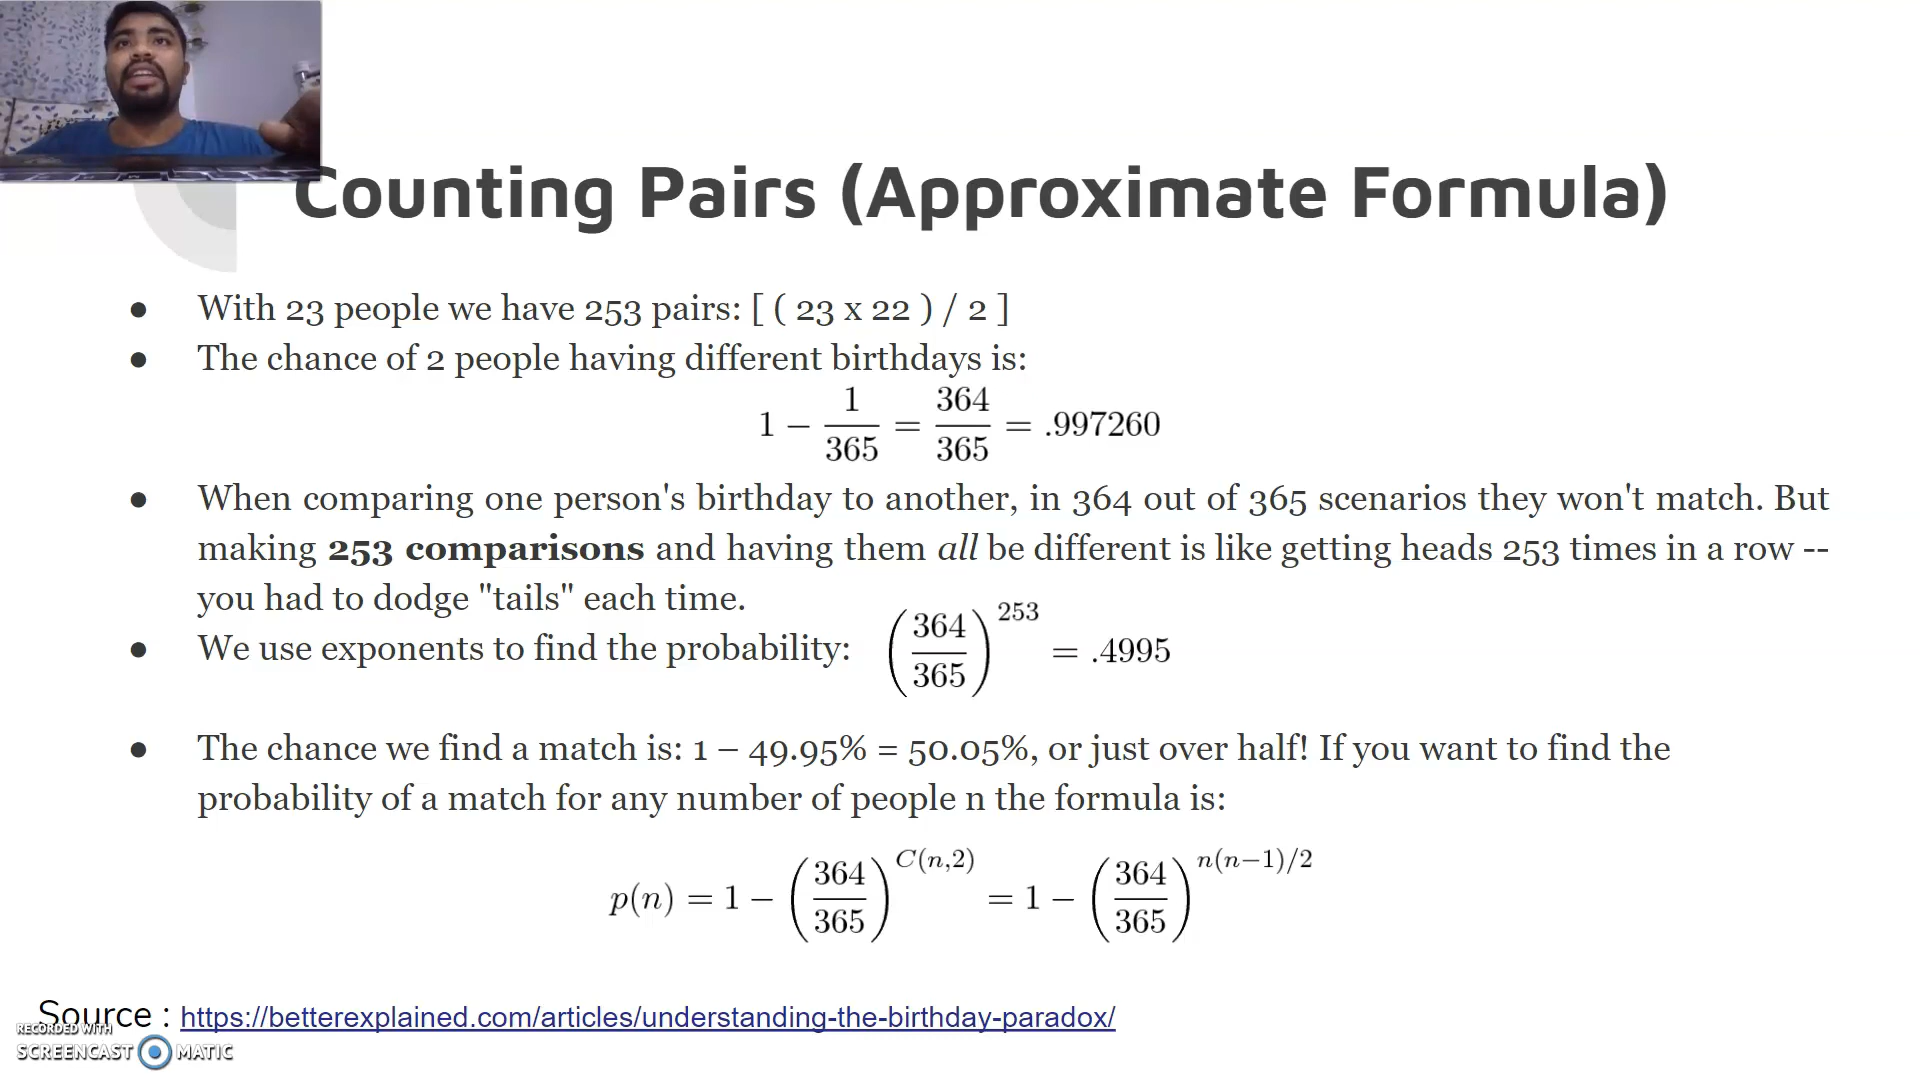 Counting Pairs (Approximate Formula)
● With 23 people we have 253 pairs: [ ( 23 x 22 ) / 2 ]
● The chance of 2 people having different birthdays is:
1 − 1/365 = 364/365 = .997260
● When comparing one person's birthday to another, in 364 out of 365 scenarios they won't match. But
making 253 comparisons and having them all be different is like getting heads 253 times in a row --
you had to dodge "tails" each time.
● We use exponents to find the probability: (364/365)^253 = .4995
● The chance we find a match is: 1 – 49.95% = 50.05%, or just over half! If you want to find the
probability of a match for any number of people n the formula is:
p(n) = 1 − (364/365)^C(n,2) = 1 − (364/365)^n(n−1)/2
Source : https://betterexplained.com/articles/understanding-the-birthday-paradox/
RECORDED WITH
SCREENCAST MATIC